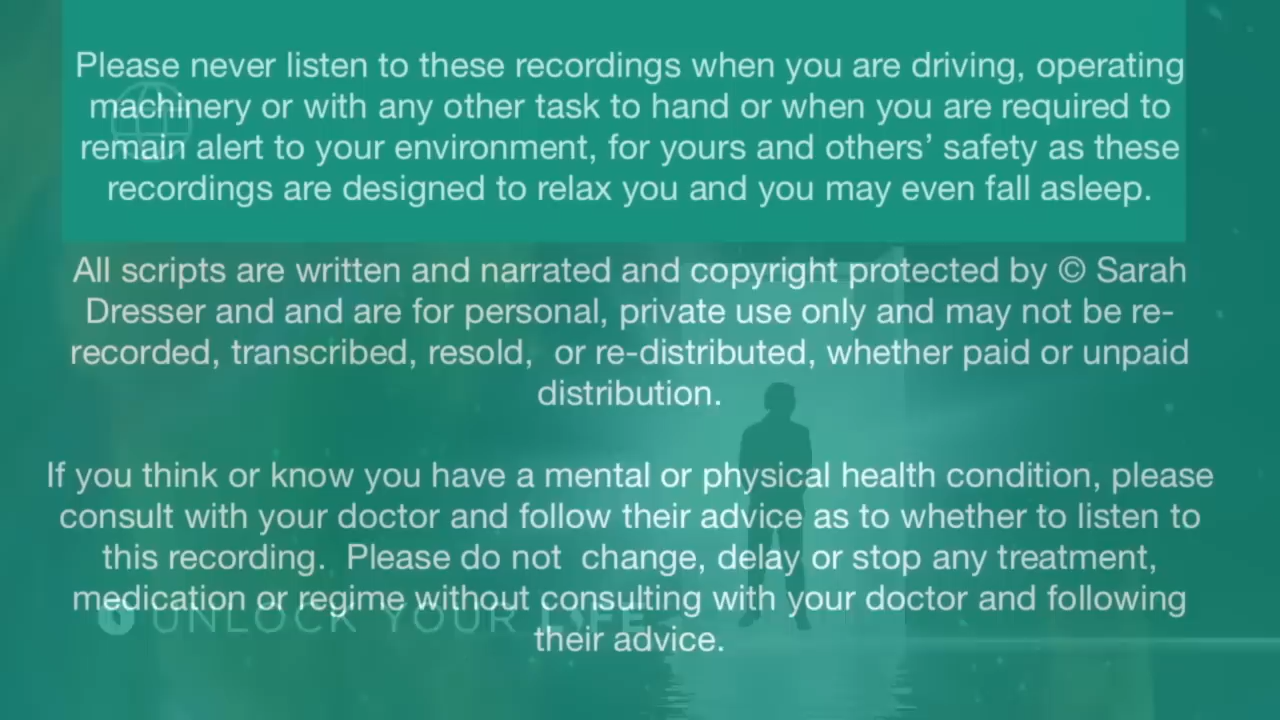 Please never listen to these recordings when you are driving, operating
machinery or with any other task to hand or when you are required to
remain alert to your environment, for yours and others’ safety as these
recordings are designed to relax you and you may even fall asleep.
All scripts are written and narrated and copyright protected by © Sarah
Dresser and and are for personal, private use only and may not be re-
recorded, transcribed, resold,  or re-distributed, whether paid or unpaid
distribution.
If you think or know you have a mental or physical health condition, please
consult with your doctor and follow their advice as to whether to listen to
this recording.  Please do not  change, delay or stop any treatment,
medication or regime without consulting with your doctor and following
UNLOCK YOUR LIFE
their advice.